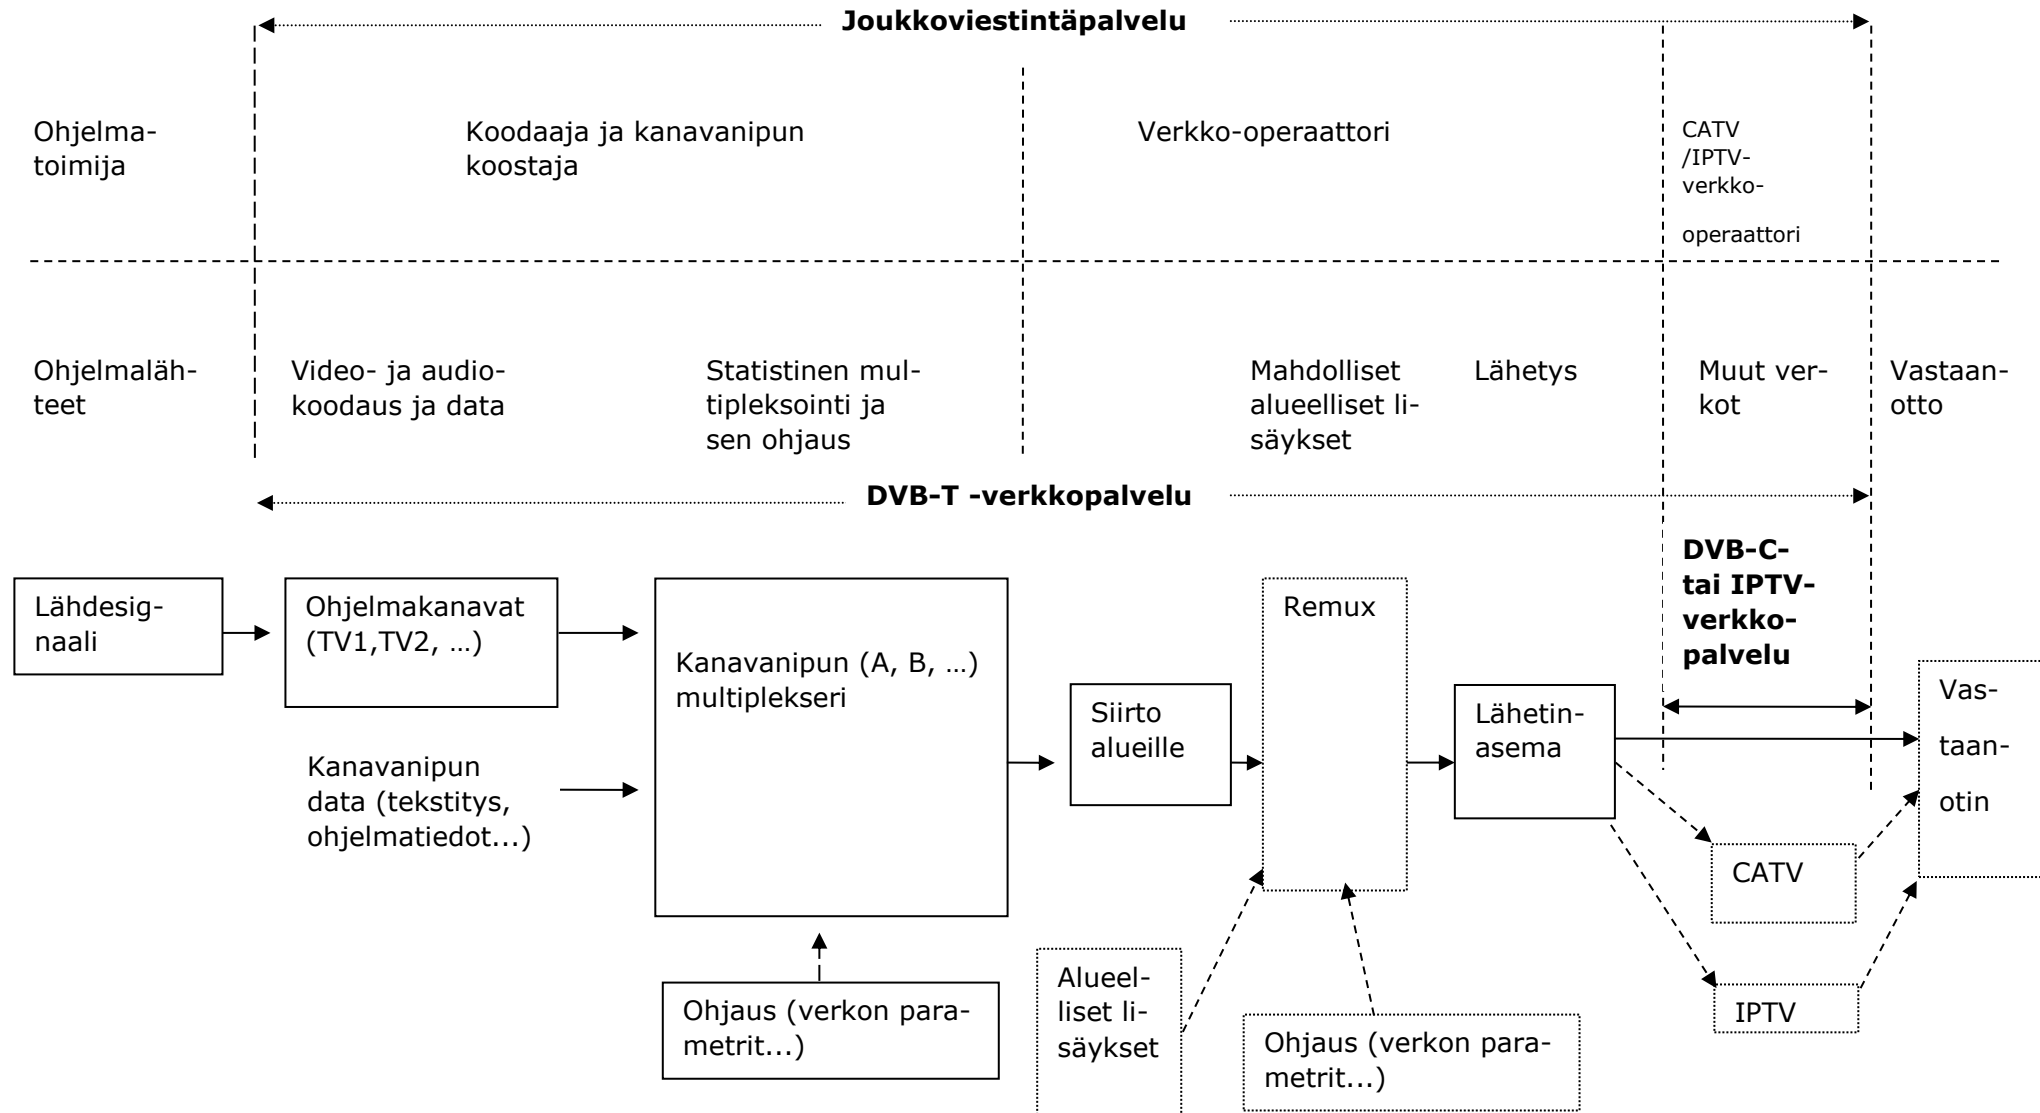 Joukkoviestintäpalvelu
Ohjelma-
toimija
Koodaaja ja kanavanipun
koostaja
Verkko-operaattori
CATV
/IPTV-
verkko-
operaattori
Ohjelmaläh-
teet
Video- ja audio-
koodaus ja data
Statistinen mul-
tipleksointi ja
sen ohjaus
Mahdolliset
alueelliset li-
säykset
Lähetys
Muut ver-
kot
Vastaan-
otto
DVB-T -verkkopalvelu
DVB-C-
tai IPTV-
verkko-
palvelu
Lähdesig-
naali
Ohjelmakanavat
(TV1,TV2, …)
Kanavanipun
data (tekstitys,
ohjelmatiedot...)
Kanavanipun (A, B, …)
multiplekseri
Ohjaus (verkon para-
metrit...)
Siirto
alueille
Remux
Alueel-
liset li-
säykset
Ohjaus (verkon para-
metrit...)
Lähetin-
asema
CATV
IPTV
Vas-
taan-
otin